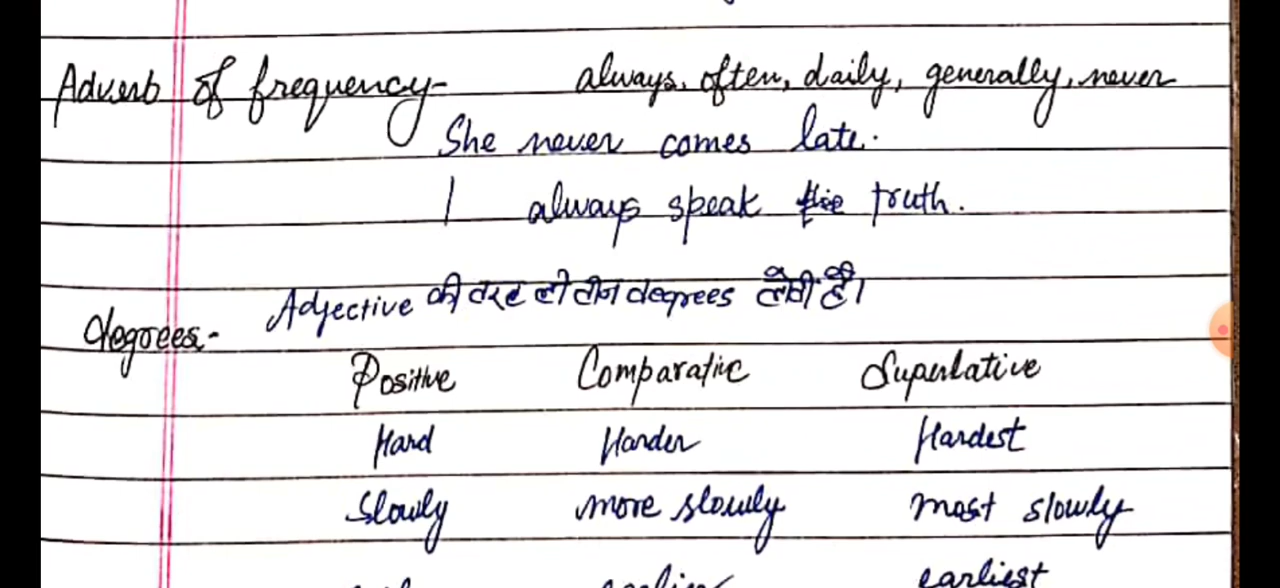 Adverb of frequency- always, often, daily, generally, never
She never comes late.
I always speak the truth.
Adjective की तरह ही तीन degrees होती हैं।
degrees-
Positive Comparative Superlative
Hard Harder Hardest
Slowly more slowly most slowly
earliest